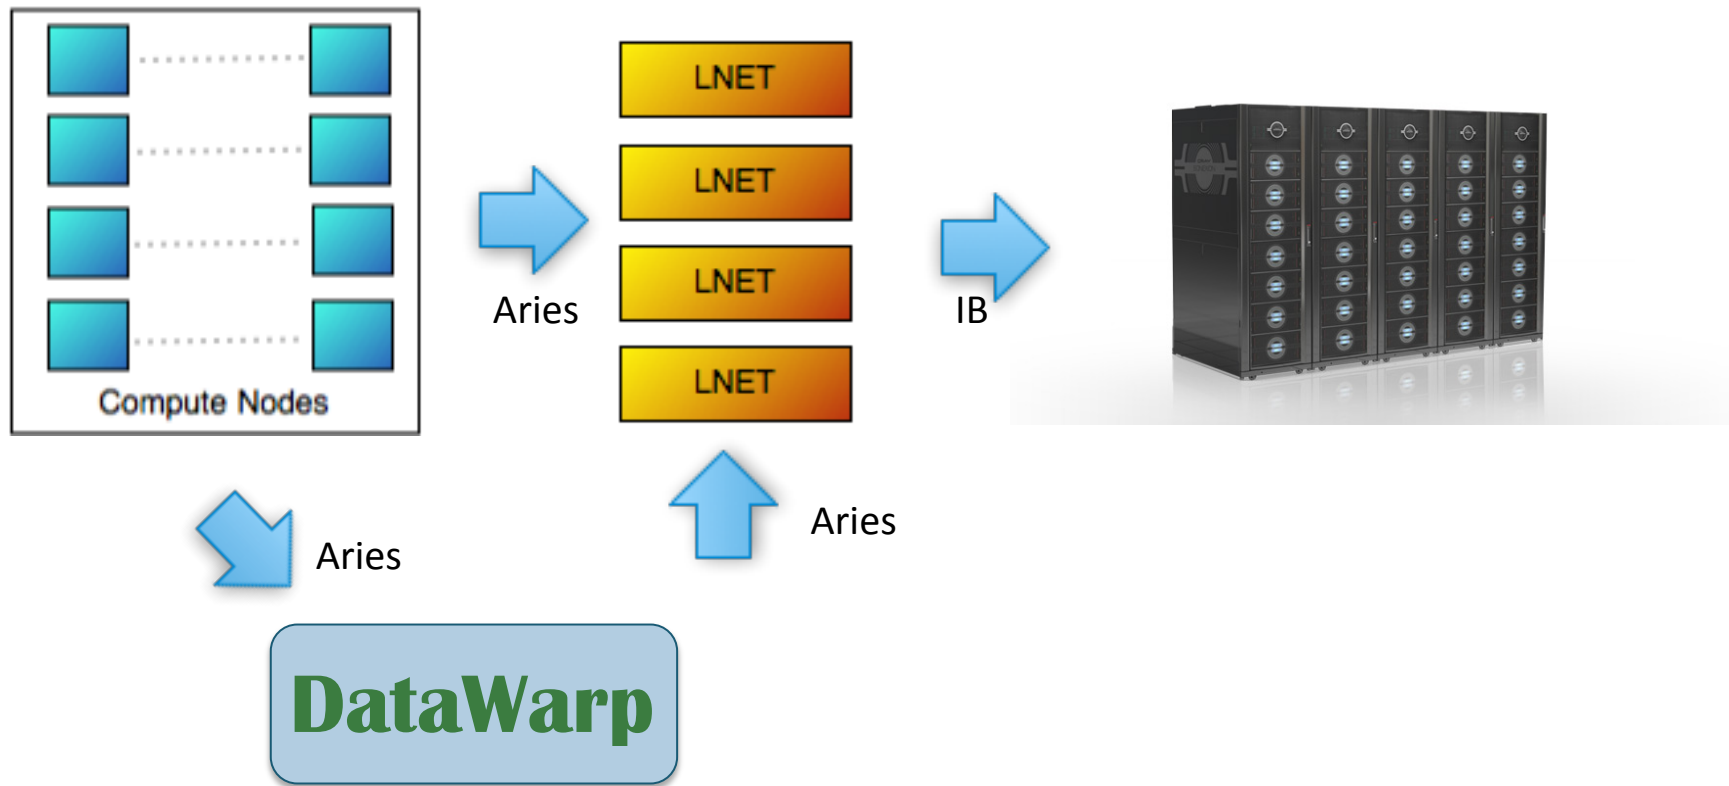 LNET
LNET
LNET
LNET
Compute Nodes
Aries
IB
Aries
Aries
DataWarp